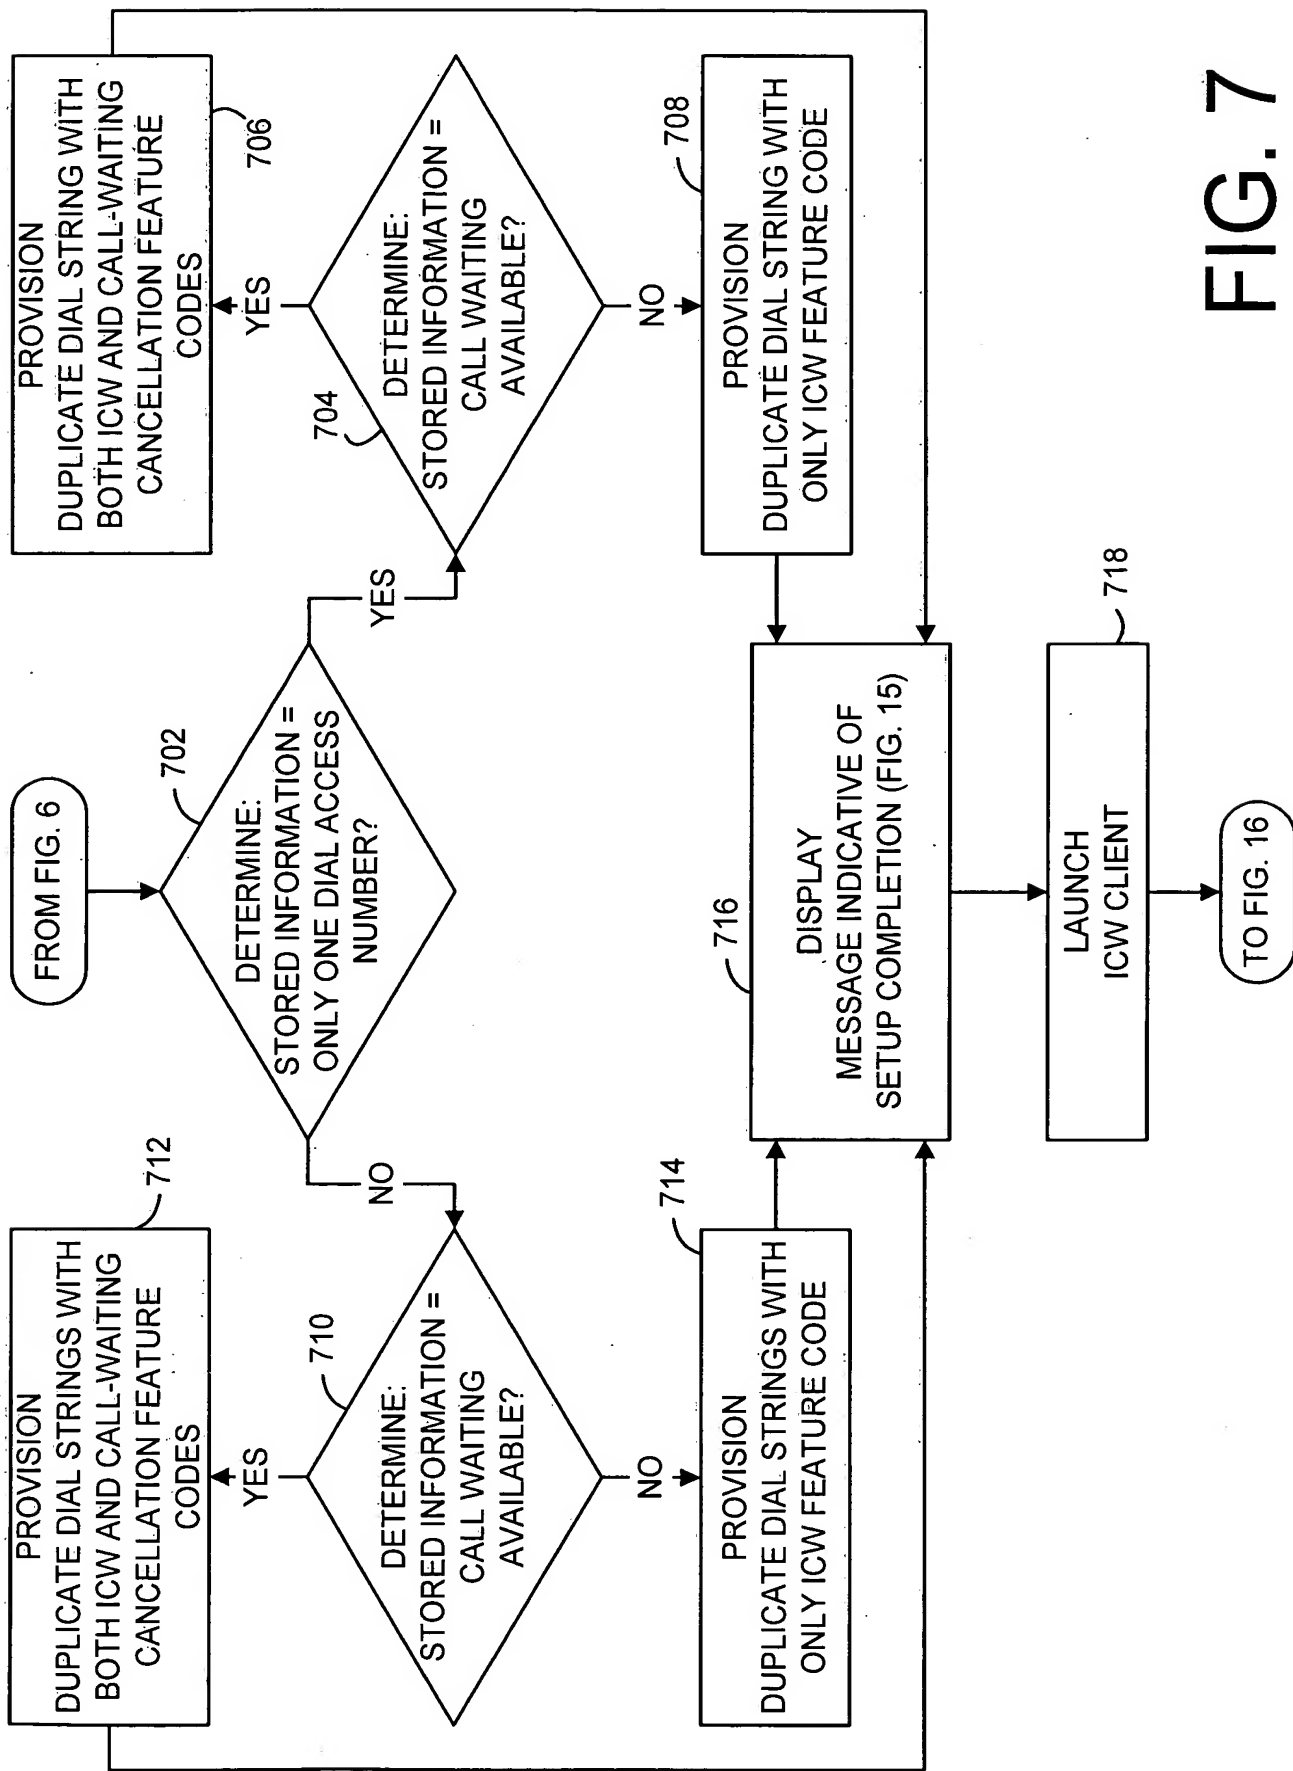 FROM FIG. 6
702
DETERMINE:
STORED INFORMATION =
ONLY ONE DIAL ACCESS
NUMBER?
NO
YES
712
PROVISION
DUPLICATE DIAL STRINGS WITH
BOTH ICW AND CALL-WAITING
CANCELLATION FEATURE
CODES
YES
710
DETERMINE:
STORED INFORMATION =
CALL WAITING
AVAILABLE?
NO
714
PROVISION
DUPLICATE DIAL STRINGS WITH
ONLY ICW FEATURE CODE
PROVISION
DUPLICATE DIAL STRING WITH
BOTH ICW AND CALL-WAITING
CANCELLATION FEATURE
CODES
706
YES
704
DETERMINE:
STORED INFORMATION =
CALL WAITING
AVAILABLE?
NO
708
PROVISION
DUPLICATE DIAL STRING WITH
ONLY ICW FEATURE CODE
716
DISPLAY
MESSAGE INDICATIVE OF
SETUP COMPLETION (FIG. 15)
718
LAUNCH
ICW CLIENT
TO FIG. 16
FIG. 7